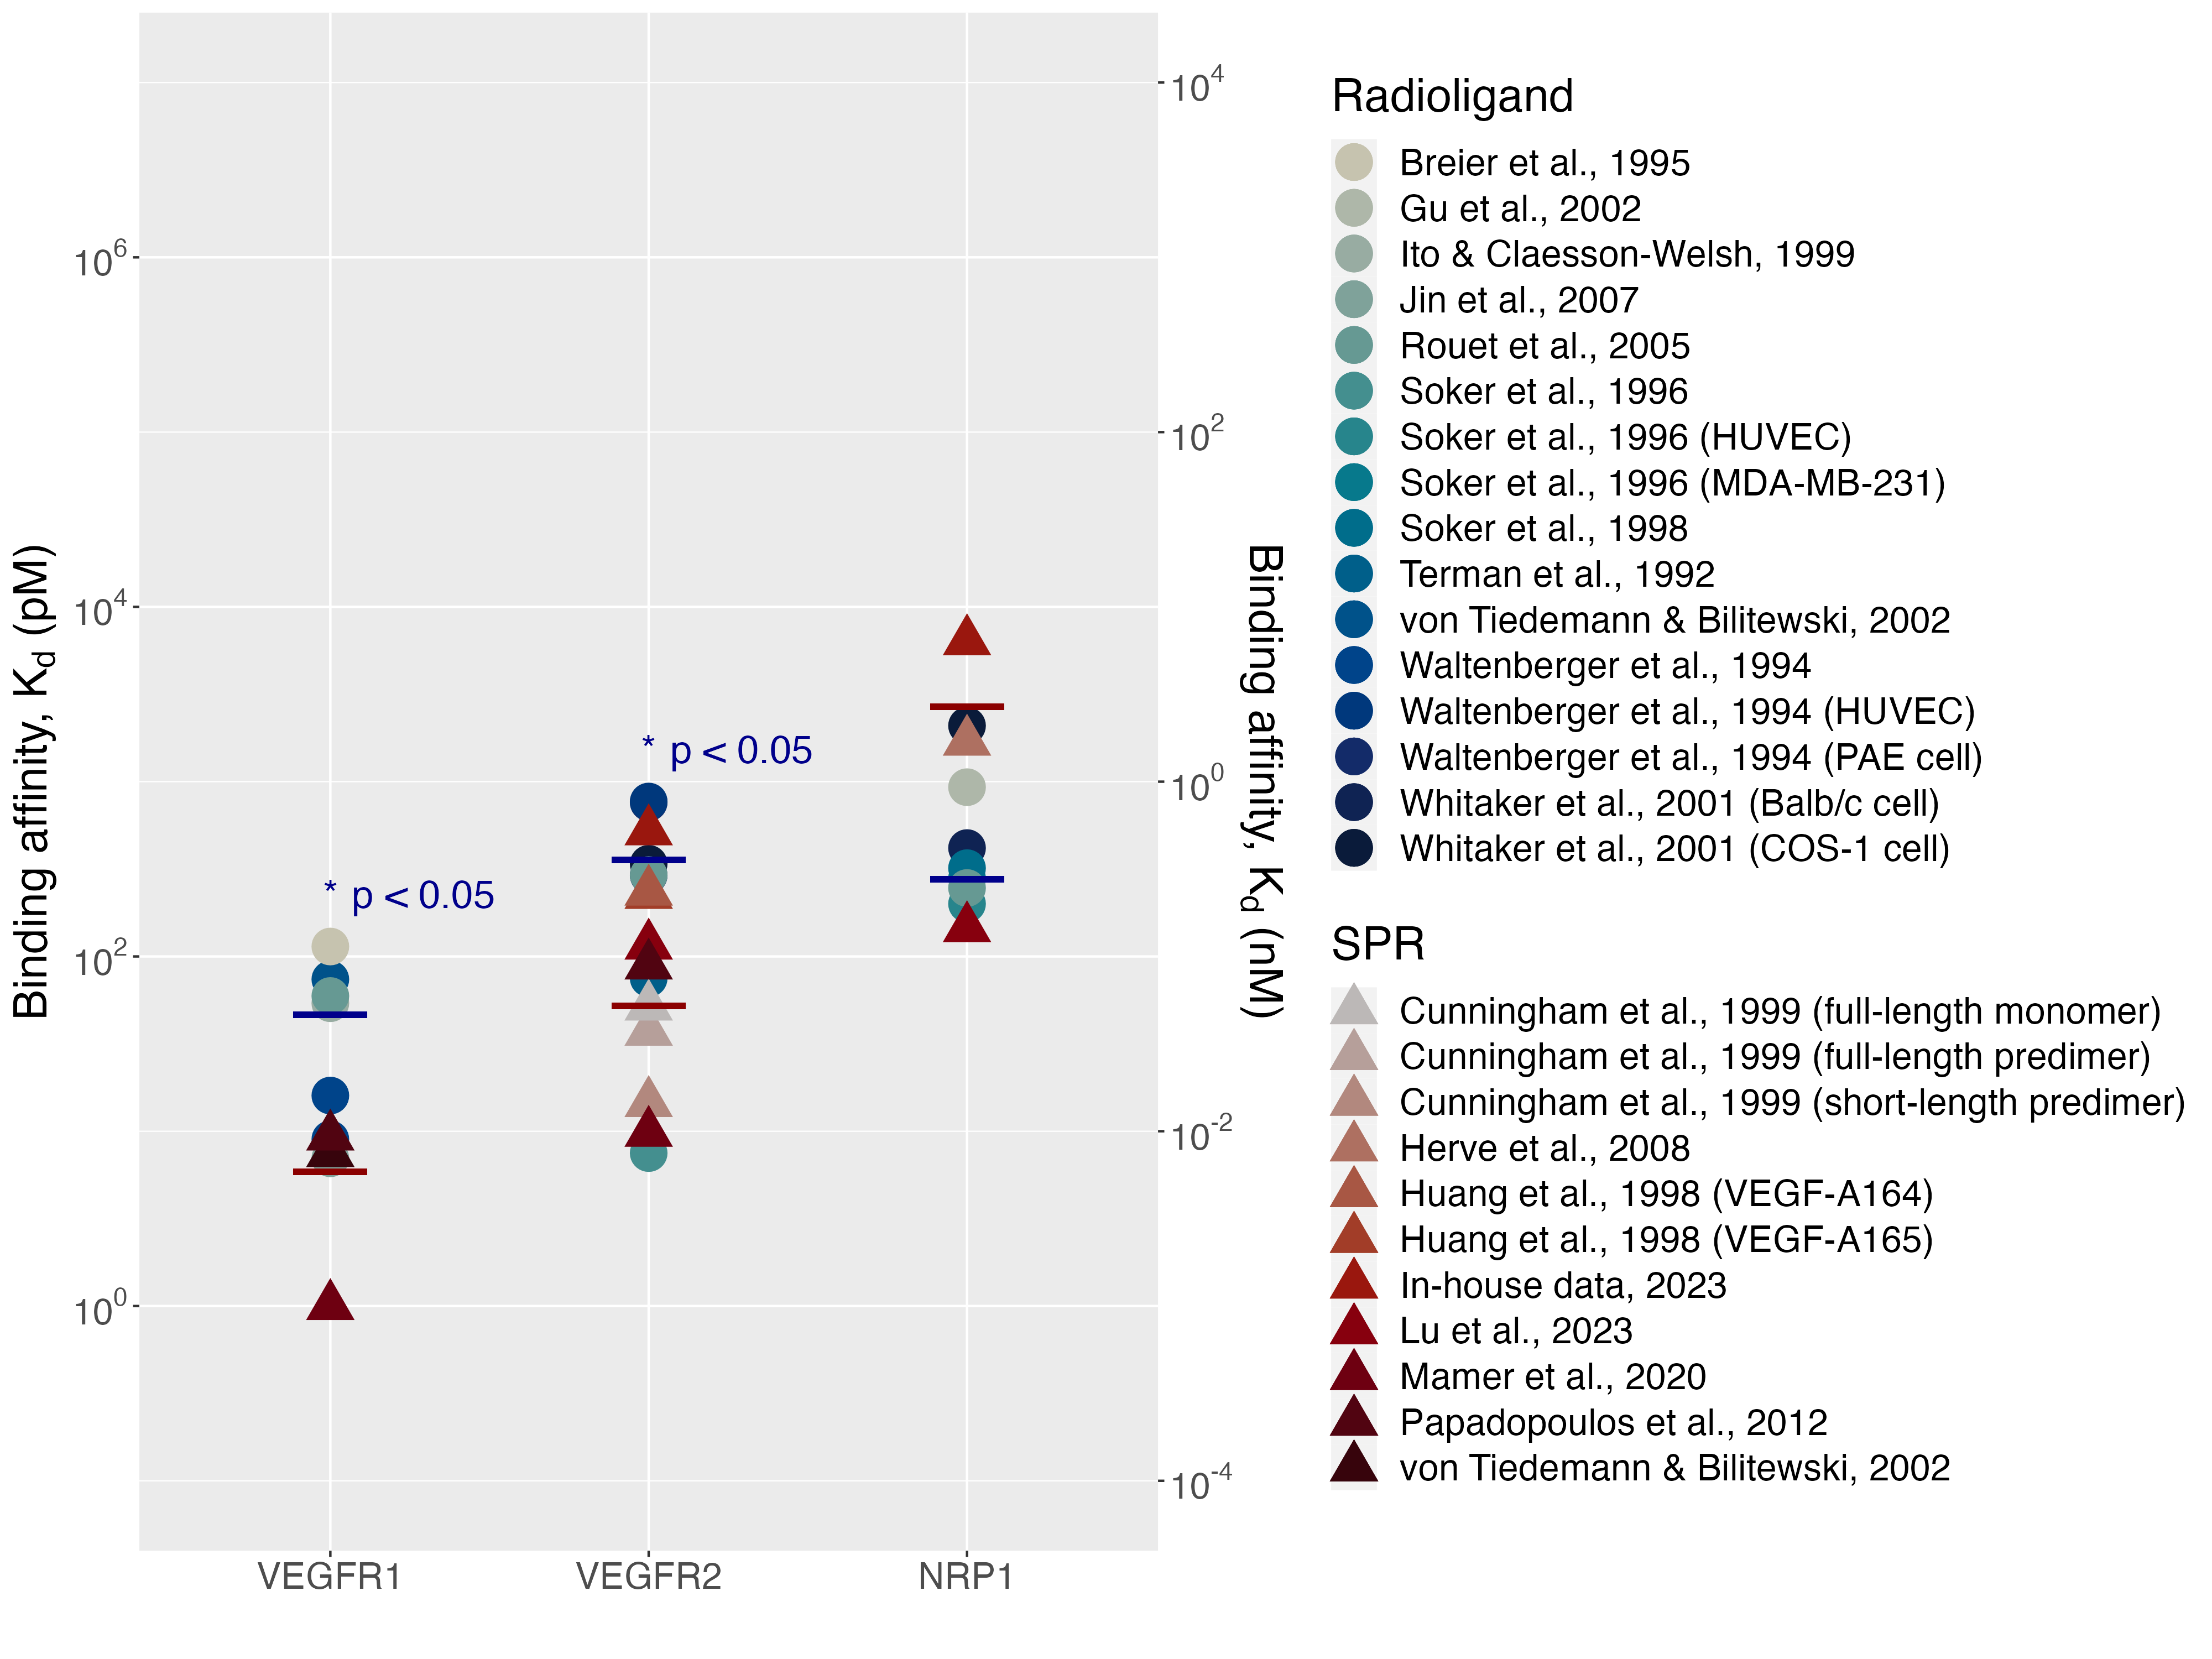 Binding affinity, Kd (pM)
10^6
10^4
10^2
10^0
* p < 0.05
* p < 0.05
VEGFR1
VEGFR2
NRP1
10^4
10^2
10^0
10^-2
10^-4
Binding affinity, Kd (nM)
Radioligand
Breier et al., 1995
Gu et al., 2002
Ito & Claesson-Welsh, 1999
Jin et al., 2007
Rouet et al., 2005
Soker et al., 1996
Soker et al., 1996 (HUVEC)
Soker et al., 1996 (MDA-MB-231)
Soker et al., 1998
Terman et al., 1992
von Tiedemann & Bilitewski, 2002
Waltenberger et al., 1994
Waltenberger et al., 1994 (HUVEC)
Waltenberger et al., 1994 (PAE cell)
Whitaker et al., 2001 (Balb/c cell)
Whitaker et al., 2001 (COS-1 cell)
SPR
Cunningham et al., 1999 (full-length monomer)
Cunningham et al., 1999 (full-length predimer)
Cunningham et al., 1999 (short-length predimer)
Herve et al., 2008
Huang et al., 1998 (VEGF-A164)
Huang et al., 1998 (VEGF-A165)
In-house data, 2023
Lu et al., 2023
Mamer et al., 2020
Papadopoulos et al., 2012
von Tiedemann & Bilitewski, 2002